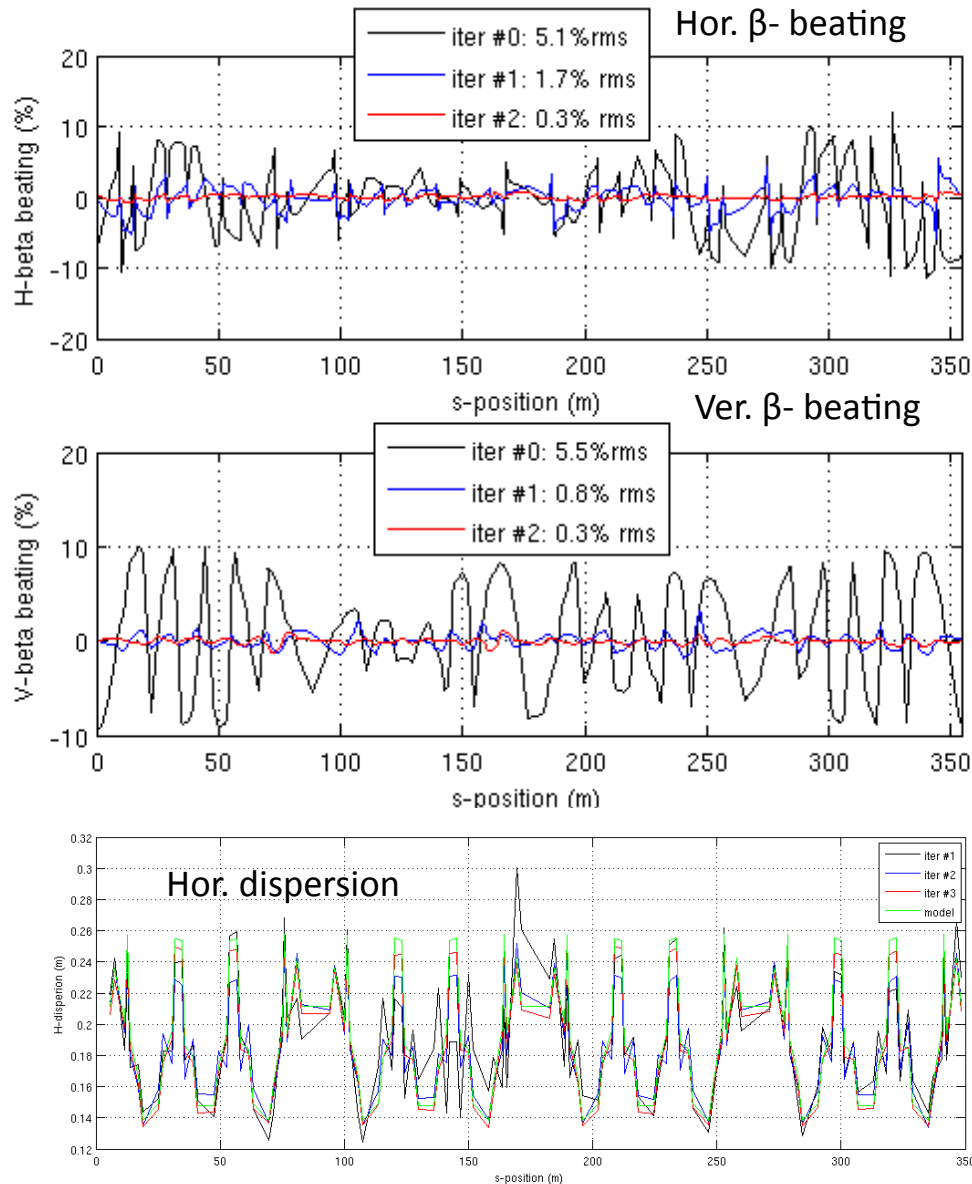 Hor. β- beating
iter #0: 5.1%rms
iter #1: 1.7% rms
iter #2: 0.3% rms
H-beta beating (%)
20
10
0
-10
-20
0 50 100 150 200 250 300 350
s-position (m)
Ver. β- beating
iter #0: 5.5%rms
iter #1: 0.8% rms
iter #2: 0.3% rms
V-beta beating (%)
20
10
0
-10
0 50 100 150 200 250 300 350
s-position (m)
Hor. dispersion
iter #1
iter #2
iter #3
model
H-disperion (m)
0.32
0.3
0.28
0.26
0.24
0.22
0.2
0.18
0.16
0.14
0.12
0 50 100 150 200 250 300 350
s-position (m)